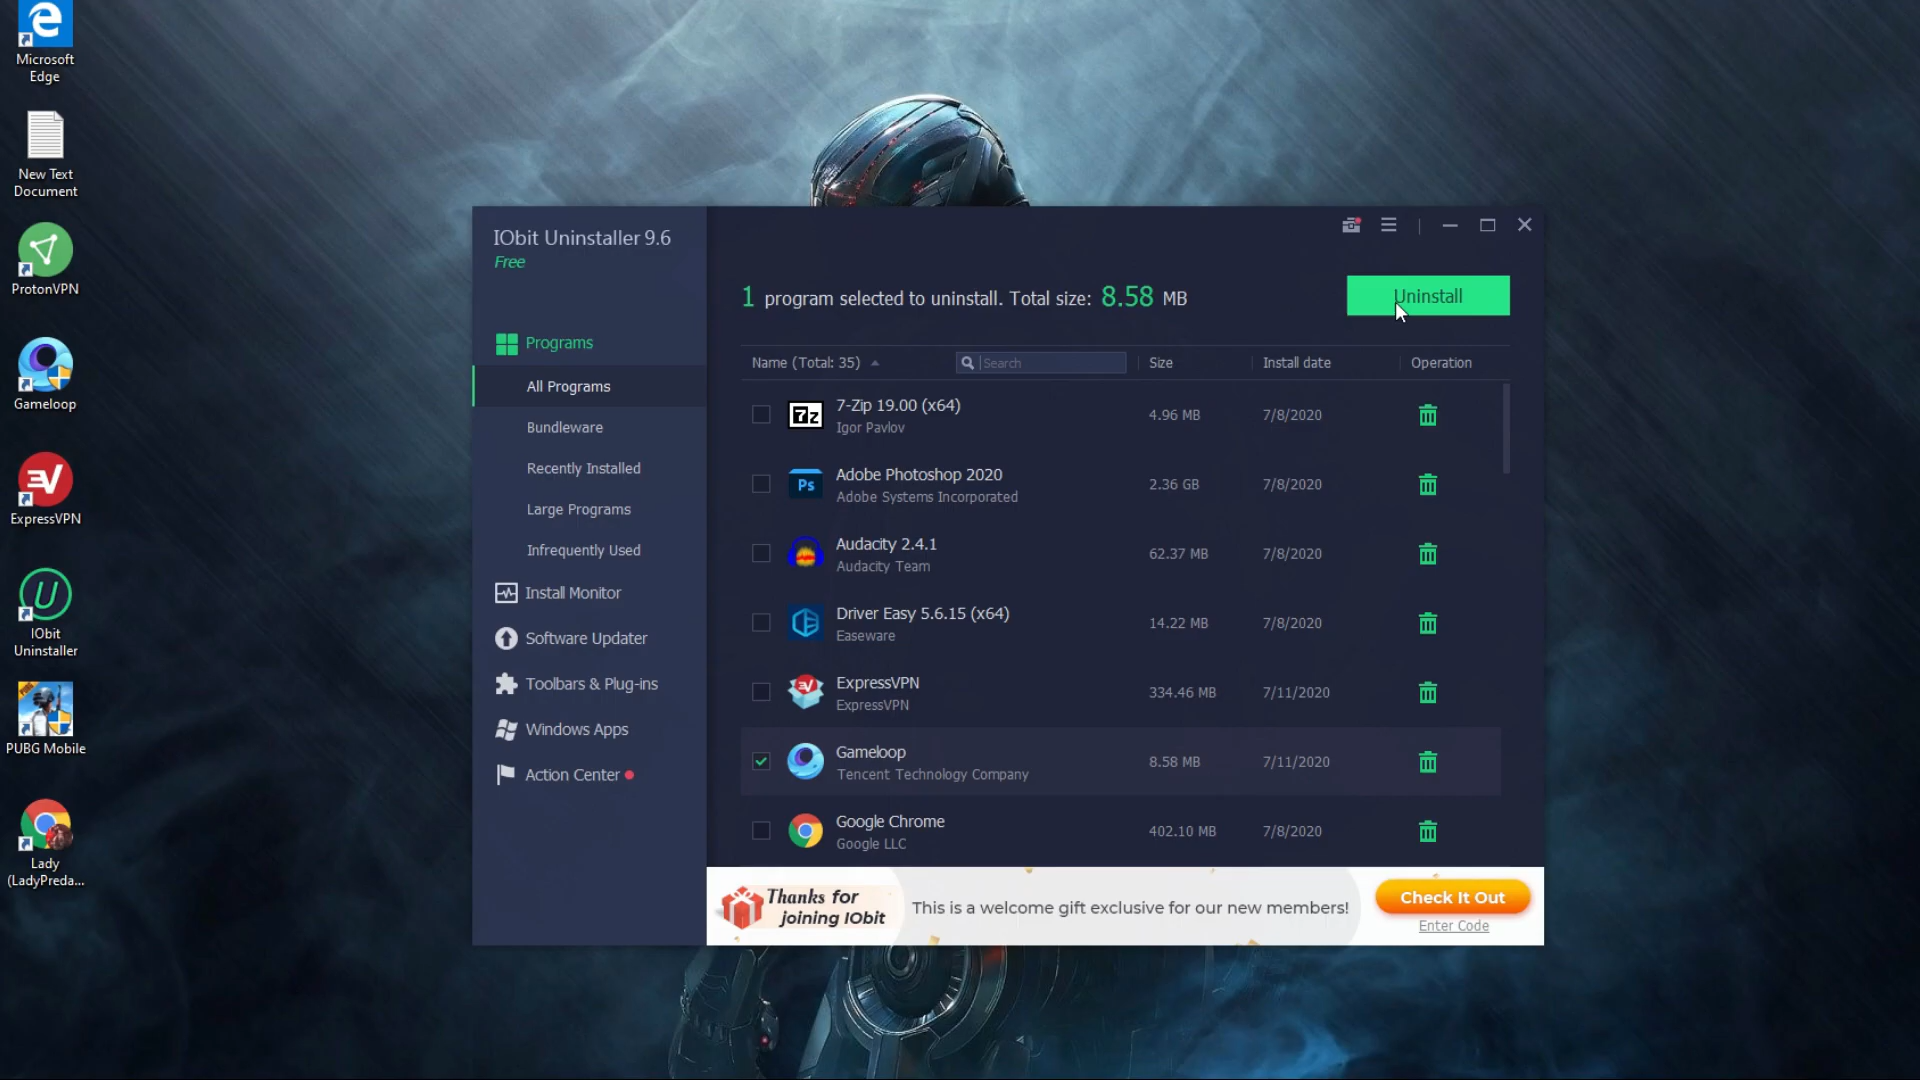 Microsoft
Edge
New Text
Document
ProtonVPN
Gameloop
ExpressVPN
IObit
Uninstaller
PUBG Mobile
Lady
(LadyPreda...
IObit Uninstaller 9.6
Free
Programs
All Programs
Bundleware
Recently Installed
Large Programs
Infrequently Used
Install Monitor
Software Updater
Toolbars & Plug-ins
Windows Apps
Action Center
1 program selected to uninstall. Total size: 8.58 MB
Uninstall
Name (Total: 35) Search Size Install date Operation
7-Zip 19.00 (x64)
Igor Pavlov
4.96 MB 7/8/2020
Adobe Photoshop 2020
Adobe Systems Incorporated
2.36 GB 7/8/2020
Audacity 2.4.1
Audacity Team
62.37 MB 7/8/2020
Driver Easy 5.6.15 (x64)
Easeware
14.22 MB 7/8/2020
ExpressVPN
ExpressVPN
334.46 MB 7/11/2020
Gameloop
Tencent Technology Company
8.58 MB 7/11/2020
Google Chrome
Google LLC
402.10 MB 7/8/2020
Thanks for
joining IObit
This is a welcome gift exclusive for our new members!
Check It Out
Enter Code